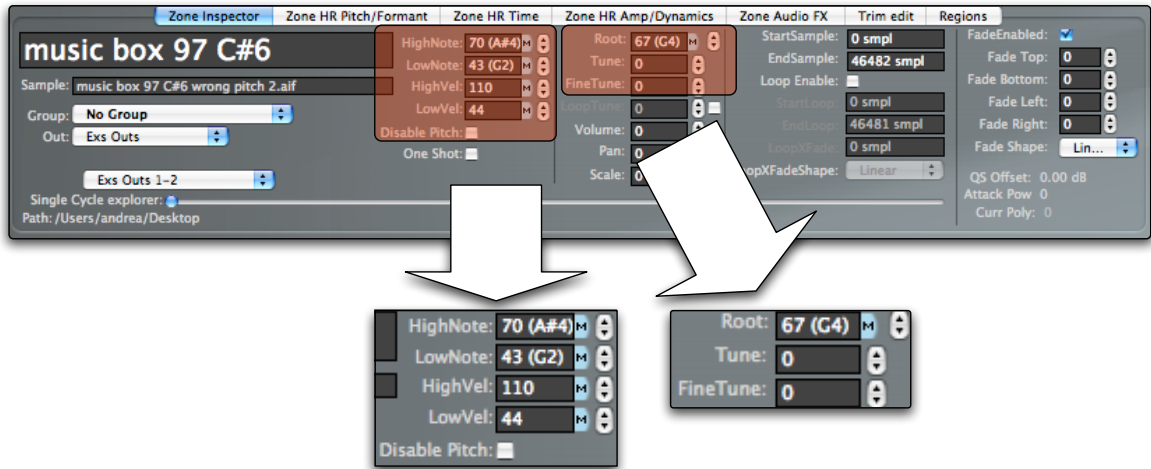 Zone Inspector Zone HR Pitch/Formant Zone HR Time Zone HR Amp/Dynamics Zone Audio FX Trim edit Regions
music box 97 C#6
Sample: music box 97 C#6 wrong pitch 2.aif
Group: No Group
Out: Exs Outs
Exs Outs 1-2
Single Cycle explorer:
Path: /Users/andrea/Desktop
HighNote: 70 (A#4) M
LowNote: 43 (G2) M
HighVel: 110 M
LowVel: 44 M
Disable Pitch:
One Shot:
Root: 67 (G4) M
Tune: 0
FineTune: 0
LoopTune: 0
Volume: 0
Pan: 0
Scale:
StartSample: 0 smpl
EndSample: 46482 smpl
Loop Enable:
StartLoop: 0 smpl
EndLoop: 46481 smpl
LoopXFade: 0 smpl
opXFadeShape: Linear
FadeEnabled:
Fade Top: 0
Fade Bottom: 0
Fade Left: 0
Fade Right: 0
Fade Shape: Lin...
QS Offset: 0.00 dB
Attack Pow 0
Curr Poly: 0
HighNote: 70 (A#4) M
LowNote: 43 (G2) M
HighVel: 110 M
LowVel: 44 M
Disable Pitch:
Root: 67 (G4) M
Tune: 0
FineTune: 0